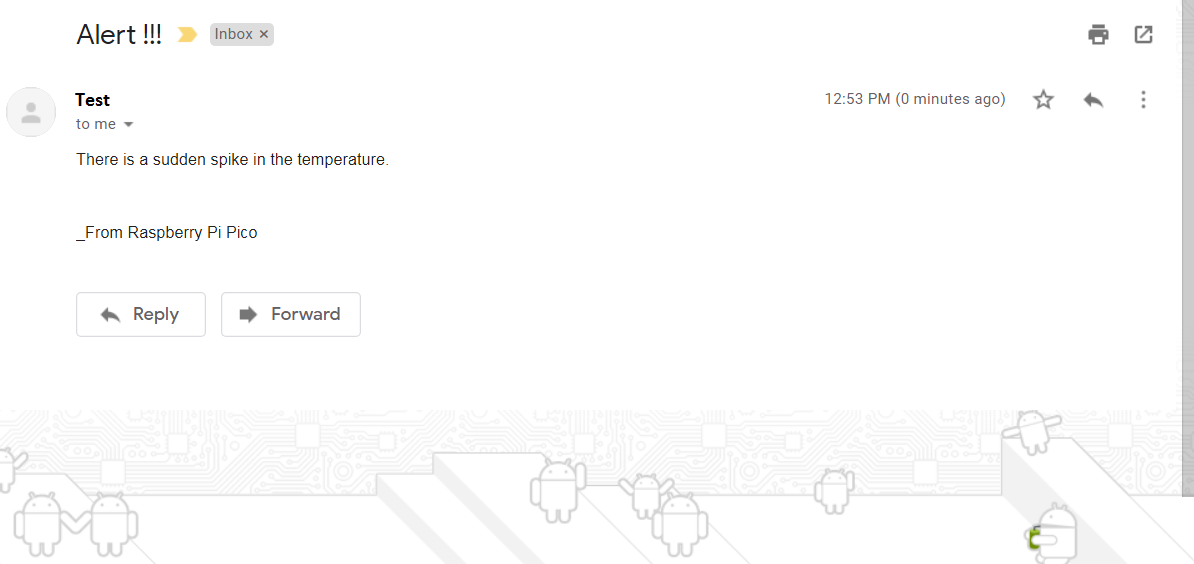 Alert !!!
Inbox ×
Test
12:53 PM (0 minutes ago)
to me
There is a sudden spike in the temperature.
_From Raspberry Pi Pico
Reply
Forward